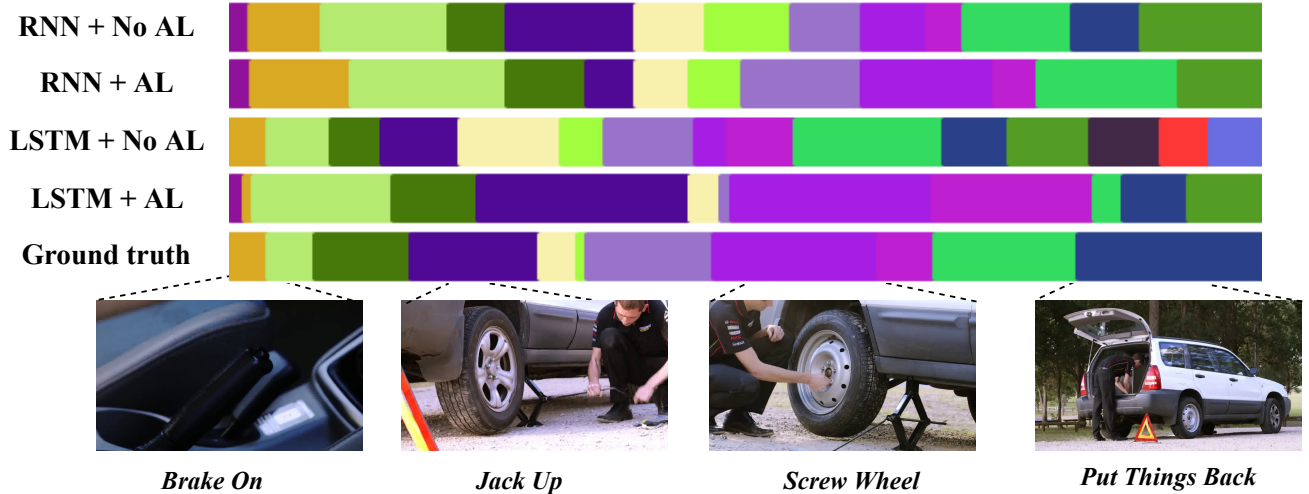 RNN + No AL
RNN + AL
LSTM + No AL
LSTM + AL
Ground truth
Brake On
Jack Up
Screw Wheel
Put Things Back